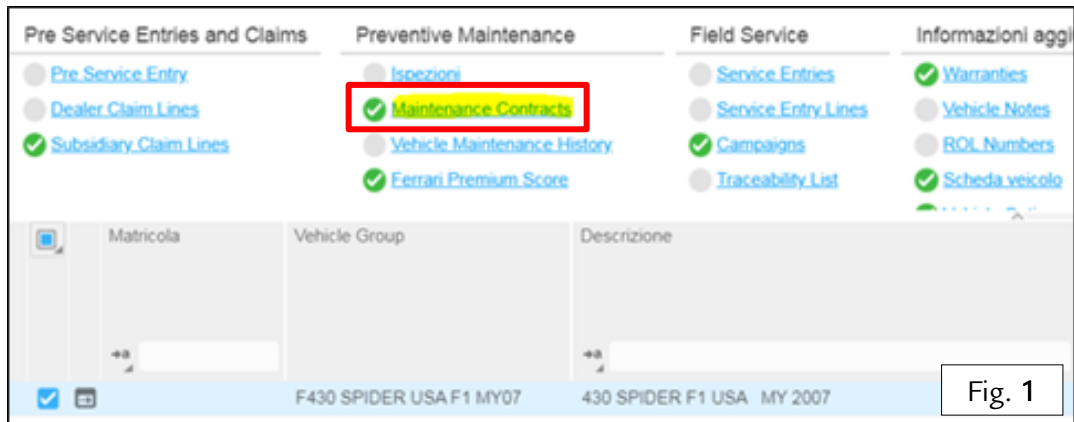 Pre Service Entries and Claims
Preventive Maintenance
Field Service
Informazioni aggi
Pre Service Entry
Ispezioni
Service Entries
Warranties
Dealer Claim Lines
Maintenance Contracts
Service Entry Lines
Vehicle Notes
Subsidiary Claim Lines
Vehicle Maintenance History
Campaigns
ROL Numbers
Ferrari Premium Score
Traceability List
Scheda veicolo
Matricola
Vehicle Group
Descrizione
F430 SPIDER USA F1 MY07
430 SPIDER F1 USA MY 2007
Fig. 1